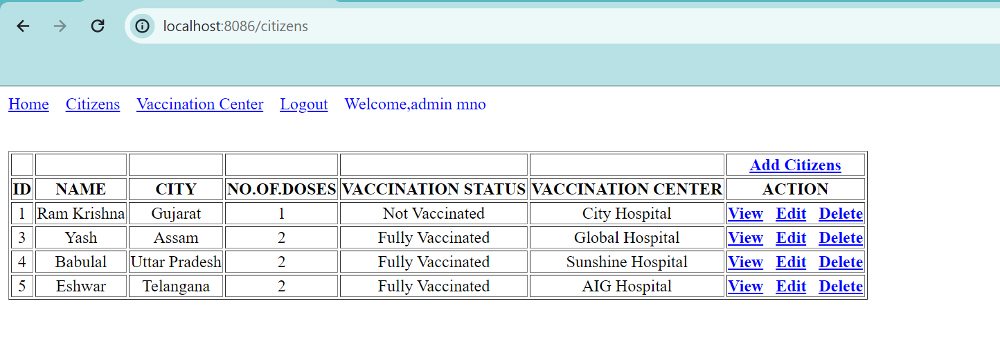 localhost:8086/citizens
Home Citizens Vaccination Center Logout Welcome,admin mno
Add Citizens
ID NAME CITY NO.OF.DOSES VACCINATION STATUS VACCINATION CENTER ACTION
1 Ram Krishna Gujarat 1 Not Vaccinated City Hospital View Edit Delete
3 Yash Assam 2 Fully Vaccinated Global Hospital View Edit Delete
4 Babulal Uttar Pradesh 2 Fully Vaccinated Sunshine Hospital View Edit Delete
5 Eshwar Telangana 2 Fully Vaccinated AIG Hospital View Edit Delete